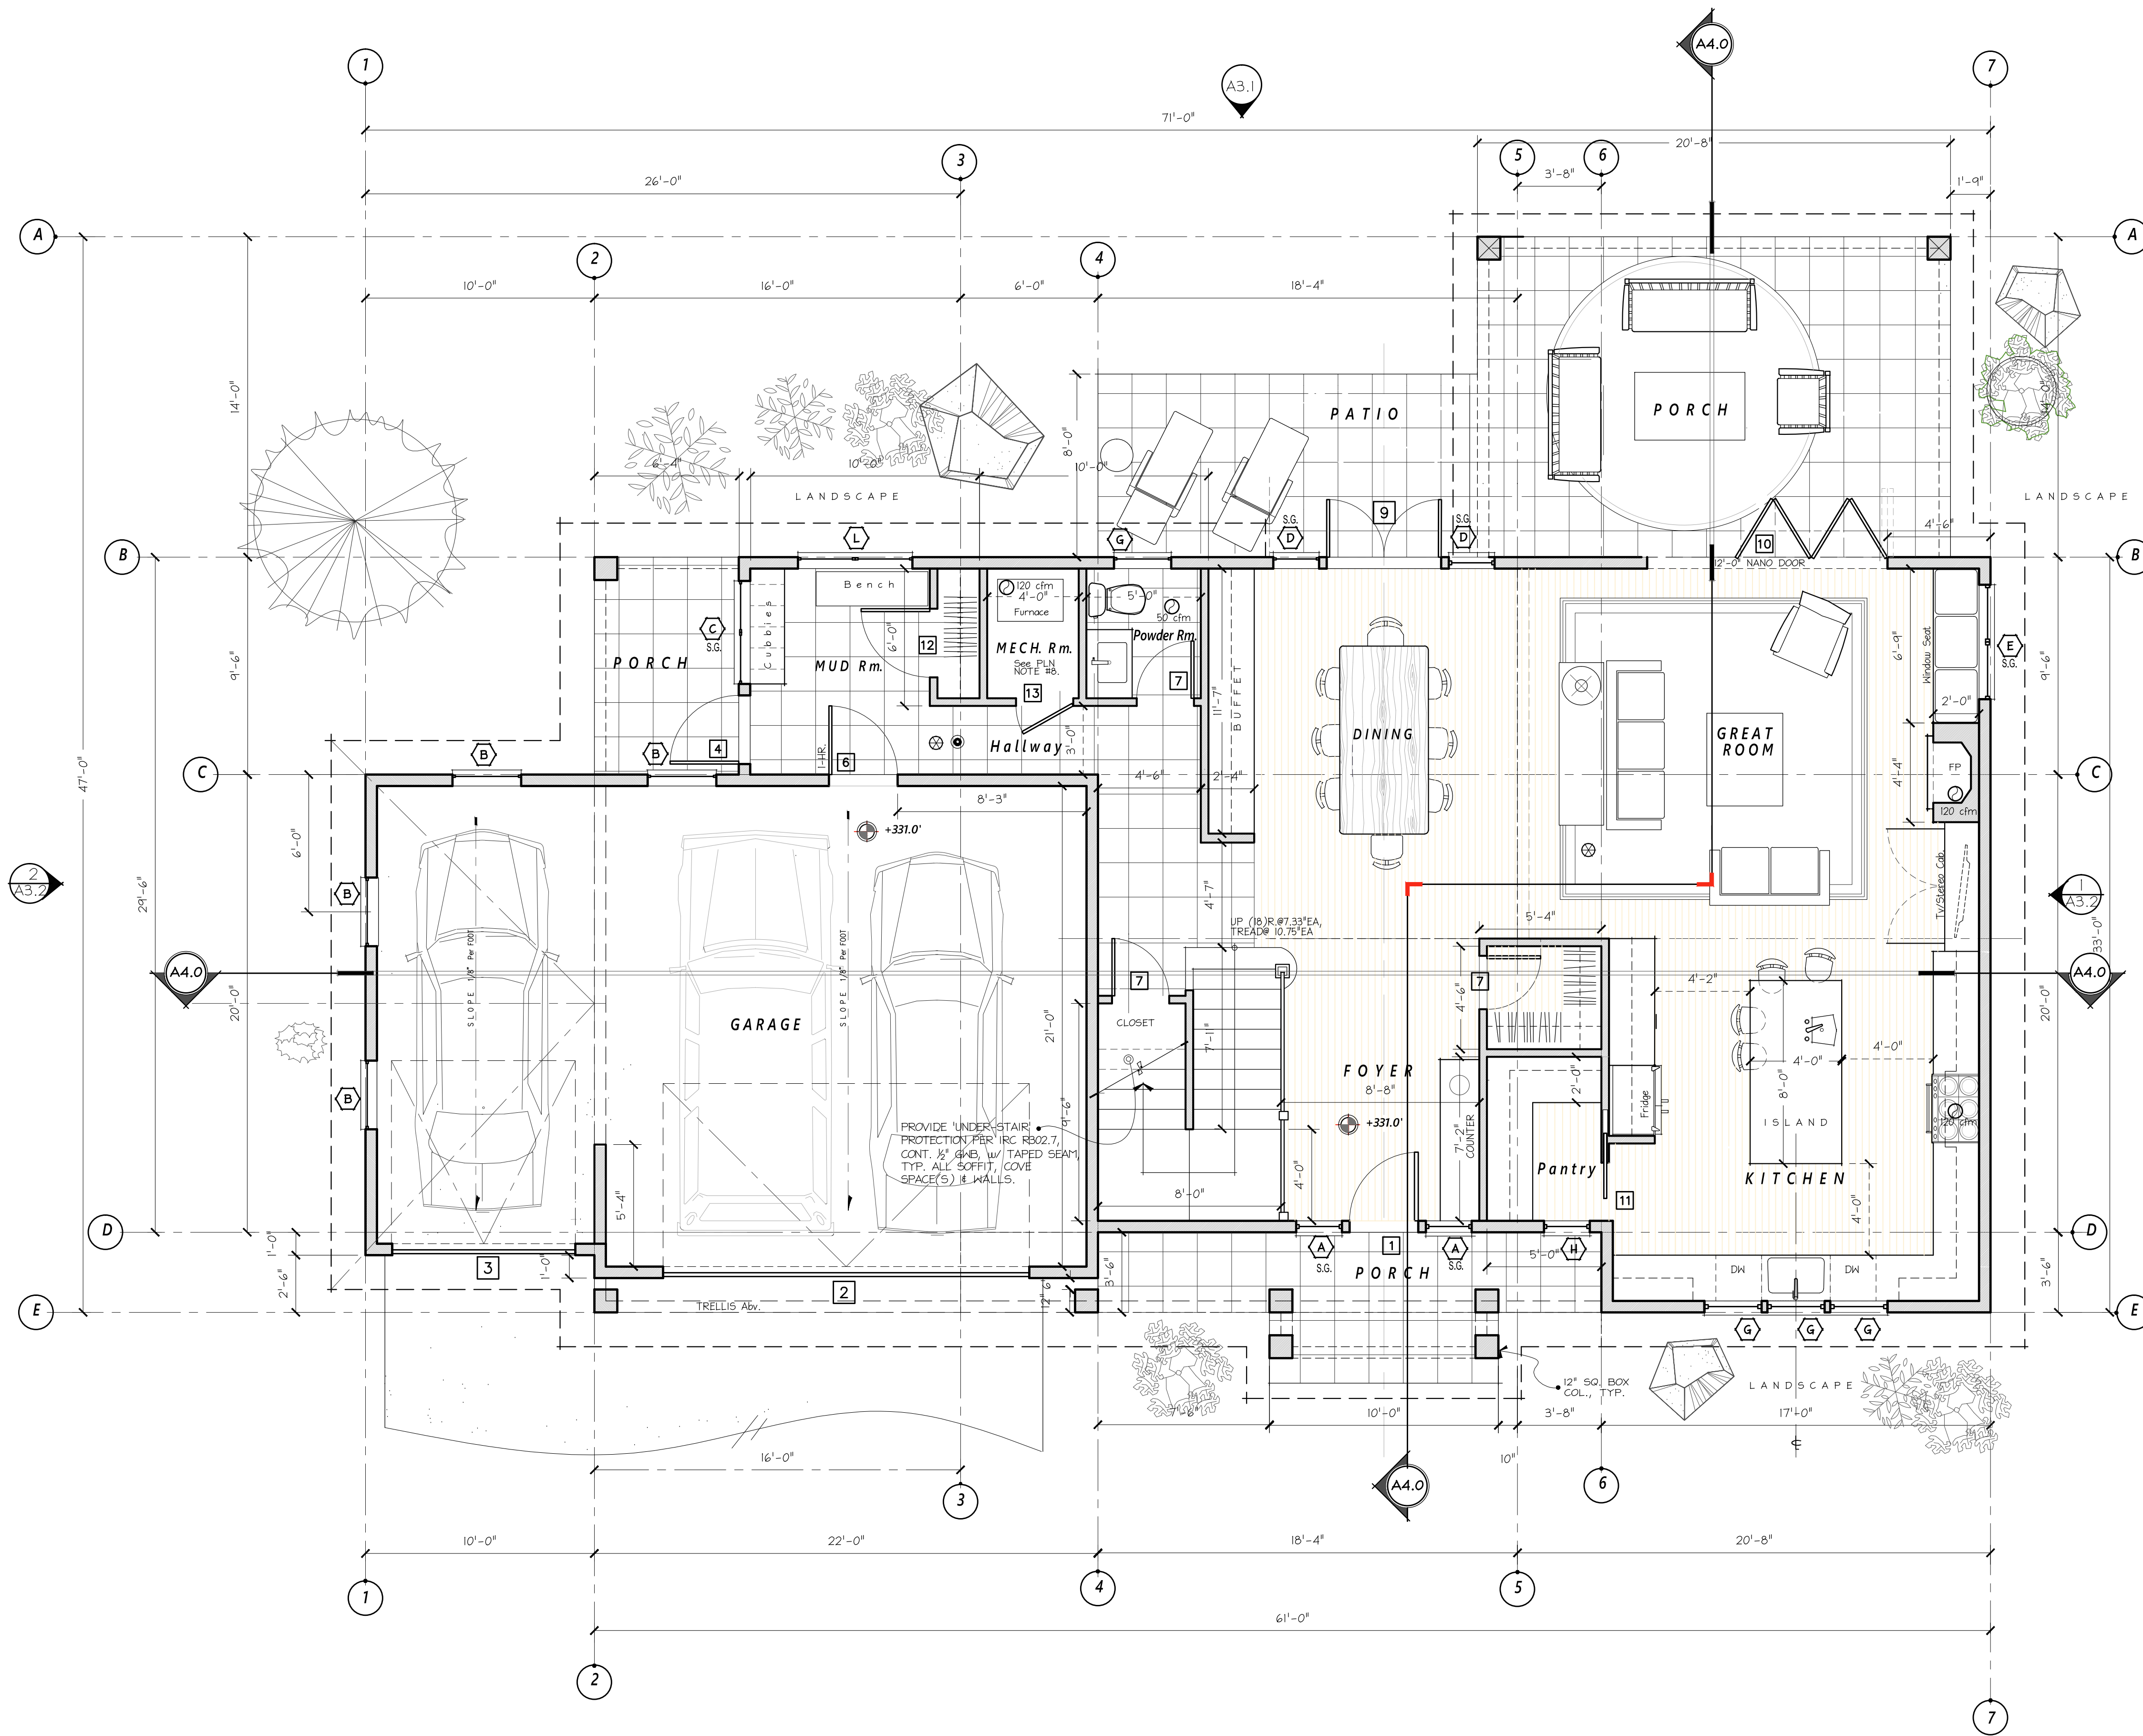 A4.0
1
7
A3.1
71'-0"
3
5
6
20'-8"
26'-0"
3'-8"
1'-9"
A
A
2
4
10'-0"
16'-0"
6'-0"
18'-4"
14'-0"
8'-0"
PATIO
PORCH
14'-0"
6'-4"
10'-0"
10'-0"
LANDSCAPE
LANDSCAPE
9
S.G.
D
S.G.
D
4'-6"
L
G
10
B
B
12'-0" NANO DOOR
Bench
120 cfm
4'-0"
Furnace
5'-0"
50 cfm
Cubbies
C
S.G.
6'-0"
12
MECH. Rm.
See PLN
NOTE #8.
Powder Rm.
PORCH
MUD Rm.
13
7
11'-7"
BUFFET
6'-9"
Window Seat
E
S.G.
9'-6"
9'-6"
2'-0"
DINING
GREAT
ROOM
B
B
4
1-HR.
6
Hallway
3'-0"
C
C
4'-6"
2'-4"
4'-4"
FP
120 cfm
47'-0"
8'-3"
+331.0'
6'-0"
2
A3.2
B
29'-6"
4'-7"
Tv/Stereo Cab.
1
A3.2
33'-0"
UP (18)R.@7.33"EA,
TREAD@ 10.75"EA
5'-4"
A4.0
A4.0
SLOPE 1/8" Per FOOT
SLOPE 1/8" Per FOOT
20'-0"
20'-0"
GARAGE
21'-0"
7
CLOSET
7'-11"
7
4'-6"
4'-2"
4'-0"
4'-0"
8'-0"
FOYER
8'-8"
2'-0"
Fridge
ISLAND
120 cfm
B
9'-6"
+331.0'
7'-2"
COUNTER
PROVIDE UNDER-STAIR
PROTECTION PER IRC R302.7,
CONT. ½" GWB, w/ TAPED SEAM,
TYP. ALL SOFFIT, COVE
SPACE(S) & WALLS.
Pantry
KITCHEN
11
8'-0"
4'-0"
4'-0"
5'-4"
D
D
1'-0"
1'-0"
3
2
A
S.G.
1
A
S.G.
H
5'-0"
PORCH
DW
DW
2'-6"
12"
6"
3'-6"
3'-6"
TRELLIS Abv.
E
E
G
G
G
12" SQ. BOX
COL., TYP.
LANDSCAPE
7'-6"
10'-0"
3'-8"
17'-0"
10"
16'-0"
3
A4.0
6
10'-0"
22'-0"
18'-4"
20'-8"
1
4
5
61'-0"
2
7